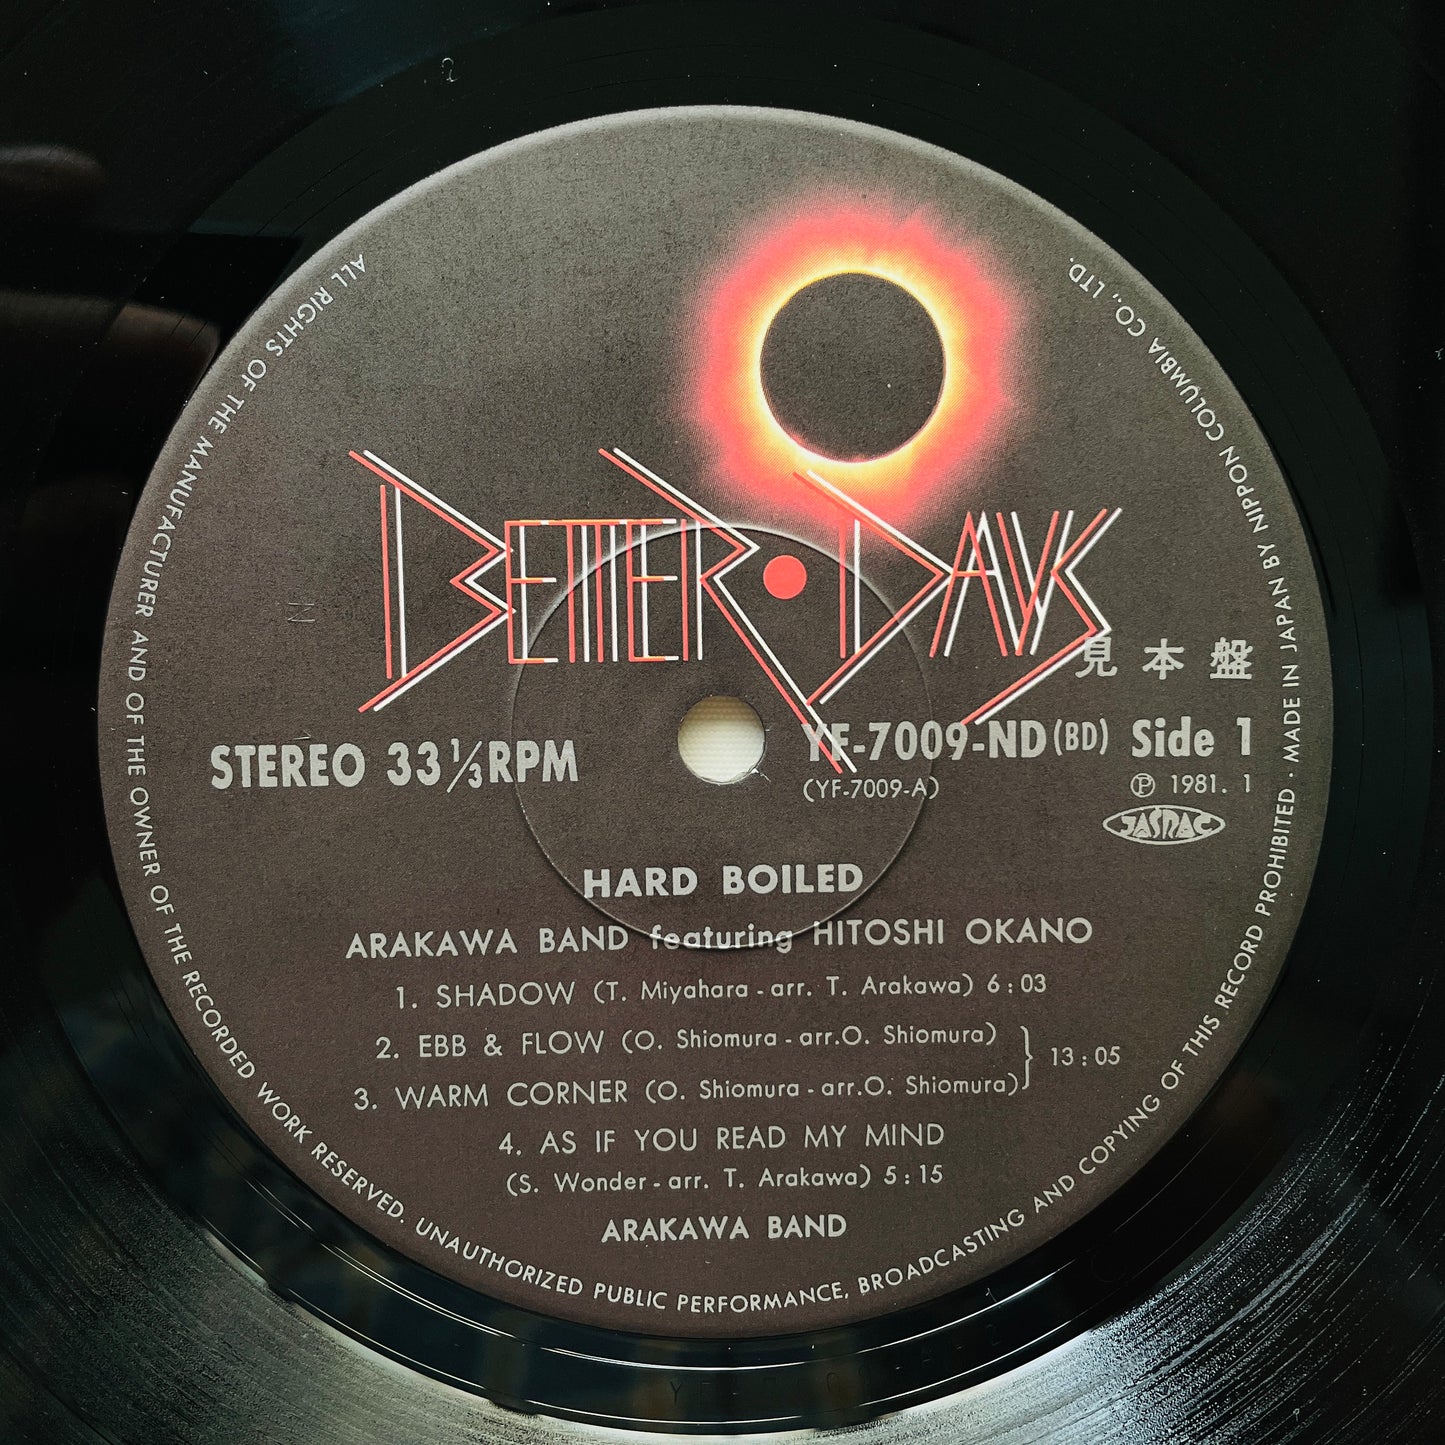 BETTER • DAYS
見本盤
STEREO 33 1/3 RPM
YF-7009-ND (BD) Side 1
(YF-7009-A)
Ⓟ 1981. 1
JASRAC
HARD BOILED
ARAKAWA BAND featuring HITOSHI OKANO
1. SHADOW (T. Miyahara - arr. T. Arakawa) 6:03
2. EBB & FLOW (O. Shiomura - arr. O. Shiomura)
3. WARM CORNER (O. Shiomura - arr. O. Shiomura)
13:05
4. AS IF YOU READ MY MIND
(S. Wonder - arr. T. Arakawa) 5:15
ARAKAWA BAND
ALL RIGHTS OF THE MANUFACTURER AND OF THE OWNER OF THE RECORDED WORK RESERVED. UNAUTHORIZED PUBLIC PERFORMANCE, BROADCASTING AND COPYING OF THIS RECORD PROHIBITED · MADE IN JAPAN BY NIPPON COLUMBIA CO., LTD.